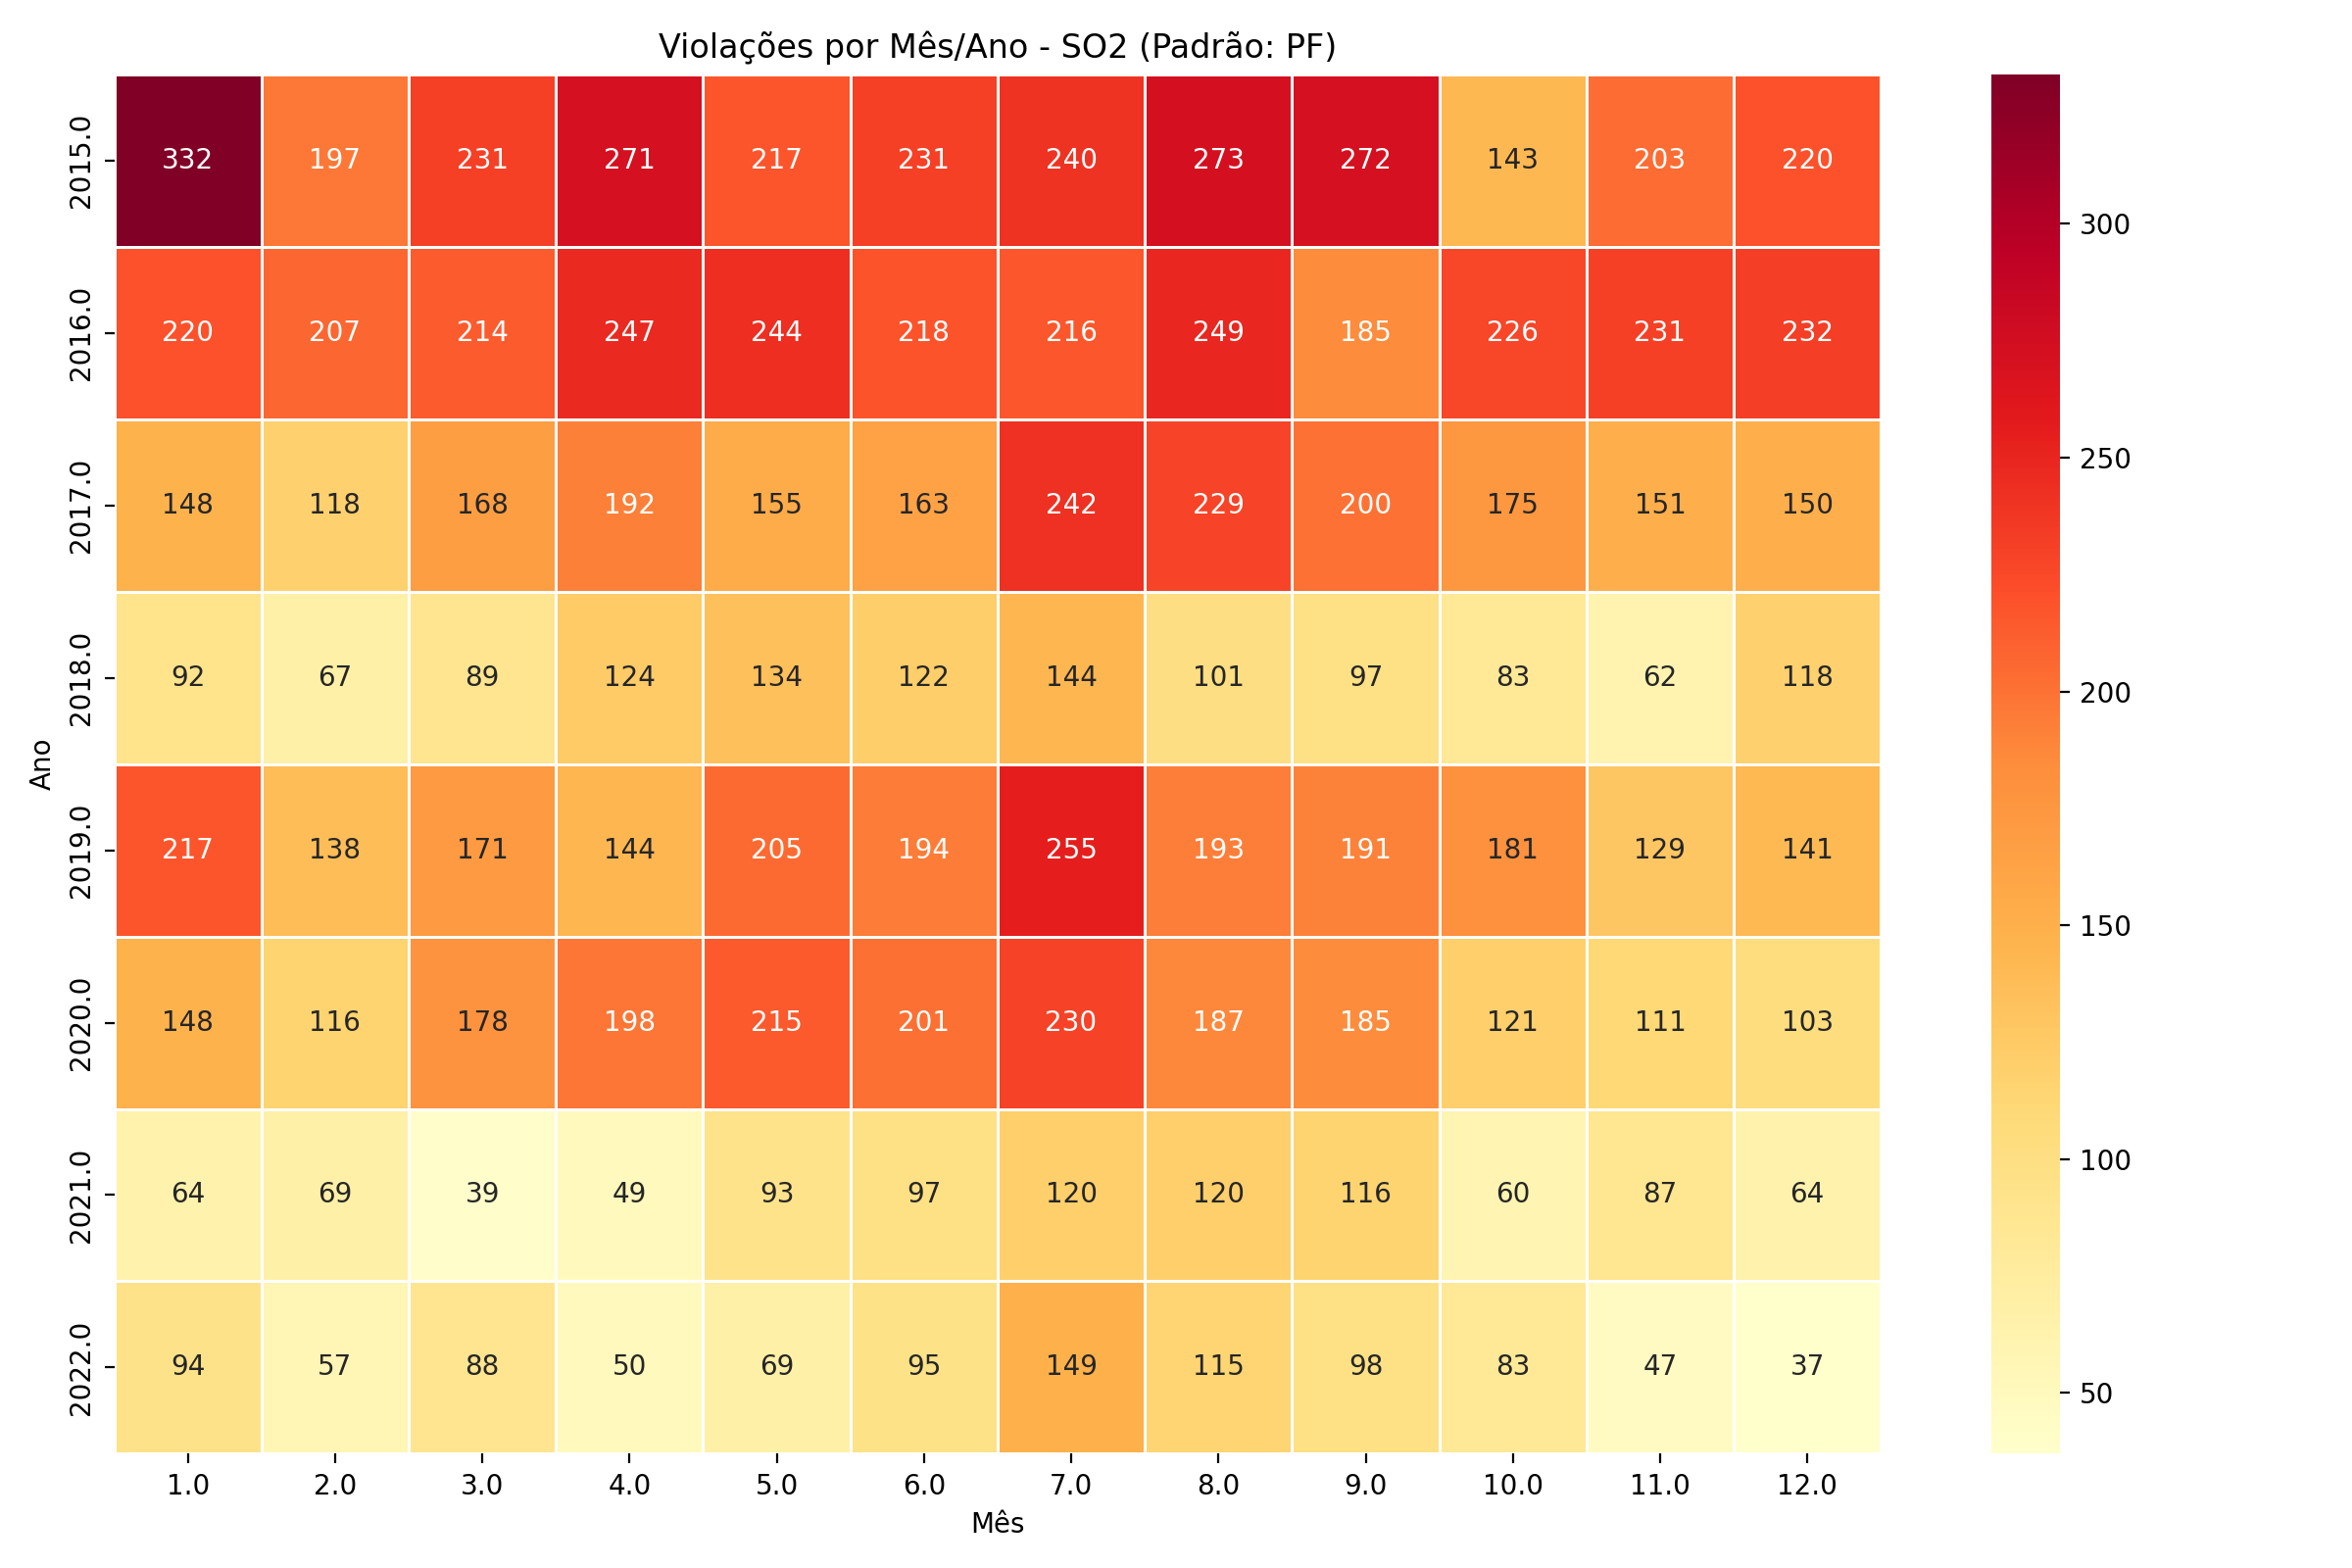 Violações por Mês/Ano - SO2 (Padrão: PF)
2015.0 332 197 231 271 217 231 240 273 272 143 203 220
2016.0 220 207 214 247 244 218 216 249 185 226 231 232
2017.0 148 118 168 192 155 163 242 229 200 175 151 150
2018.0 92 67 89 124 134 122 144 101 97 83 62 118
2019.0 217 138 171 144 205 194 255 193 191 181 129 141
2020.0 148 116 178 198 215 201 230 187 185 121 111 103
2021.0 64 69 39 49 93 97 120 120 116 60 87 64
2022.0 94 57 88 50 69 95 149 115 98 83 47 37
1.0 2.0 3.0 4.0 5.0 6.0 7.0 8.0 9.0 10.0 11.0 12.0
Mês
Ano
300
250
200
150
100
50